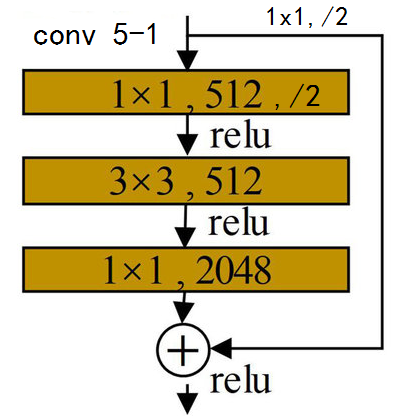 1x1,/2
conv 5-1
1×1 , 512 ,/2
relu
3×3 , 512
relu
1×1 , 2048
+
relu